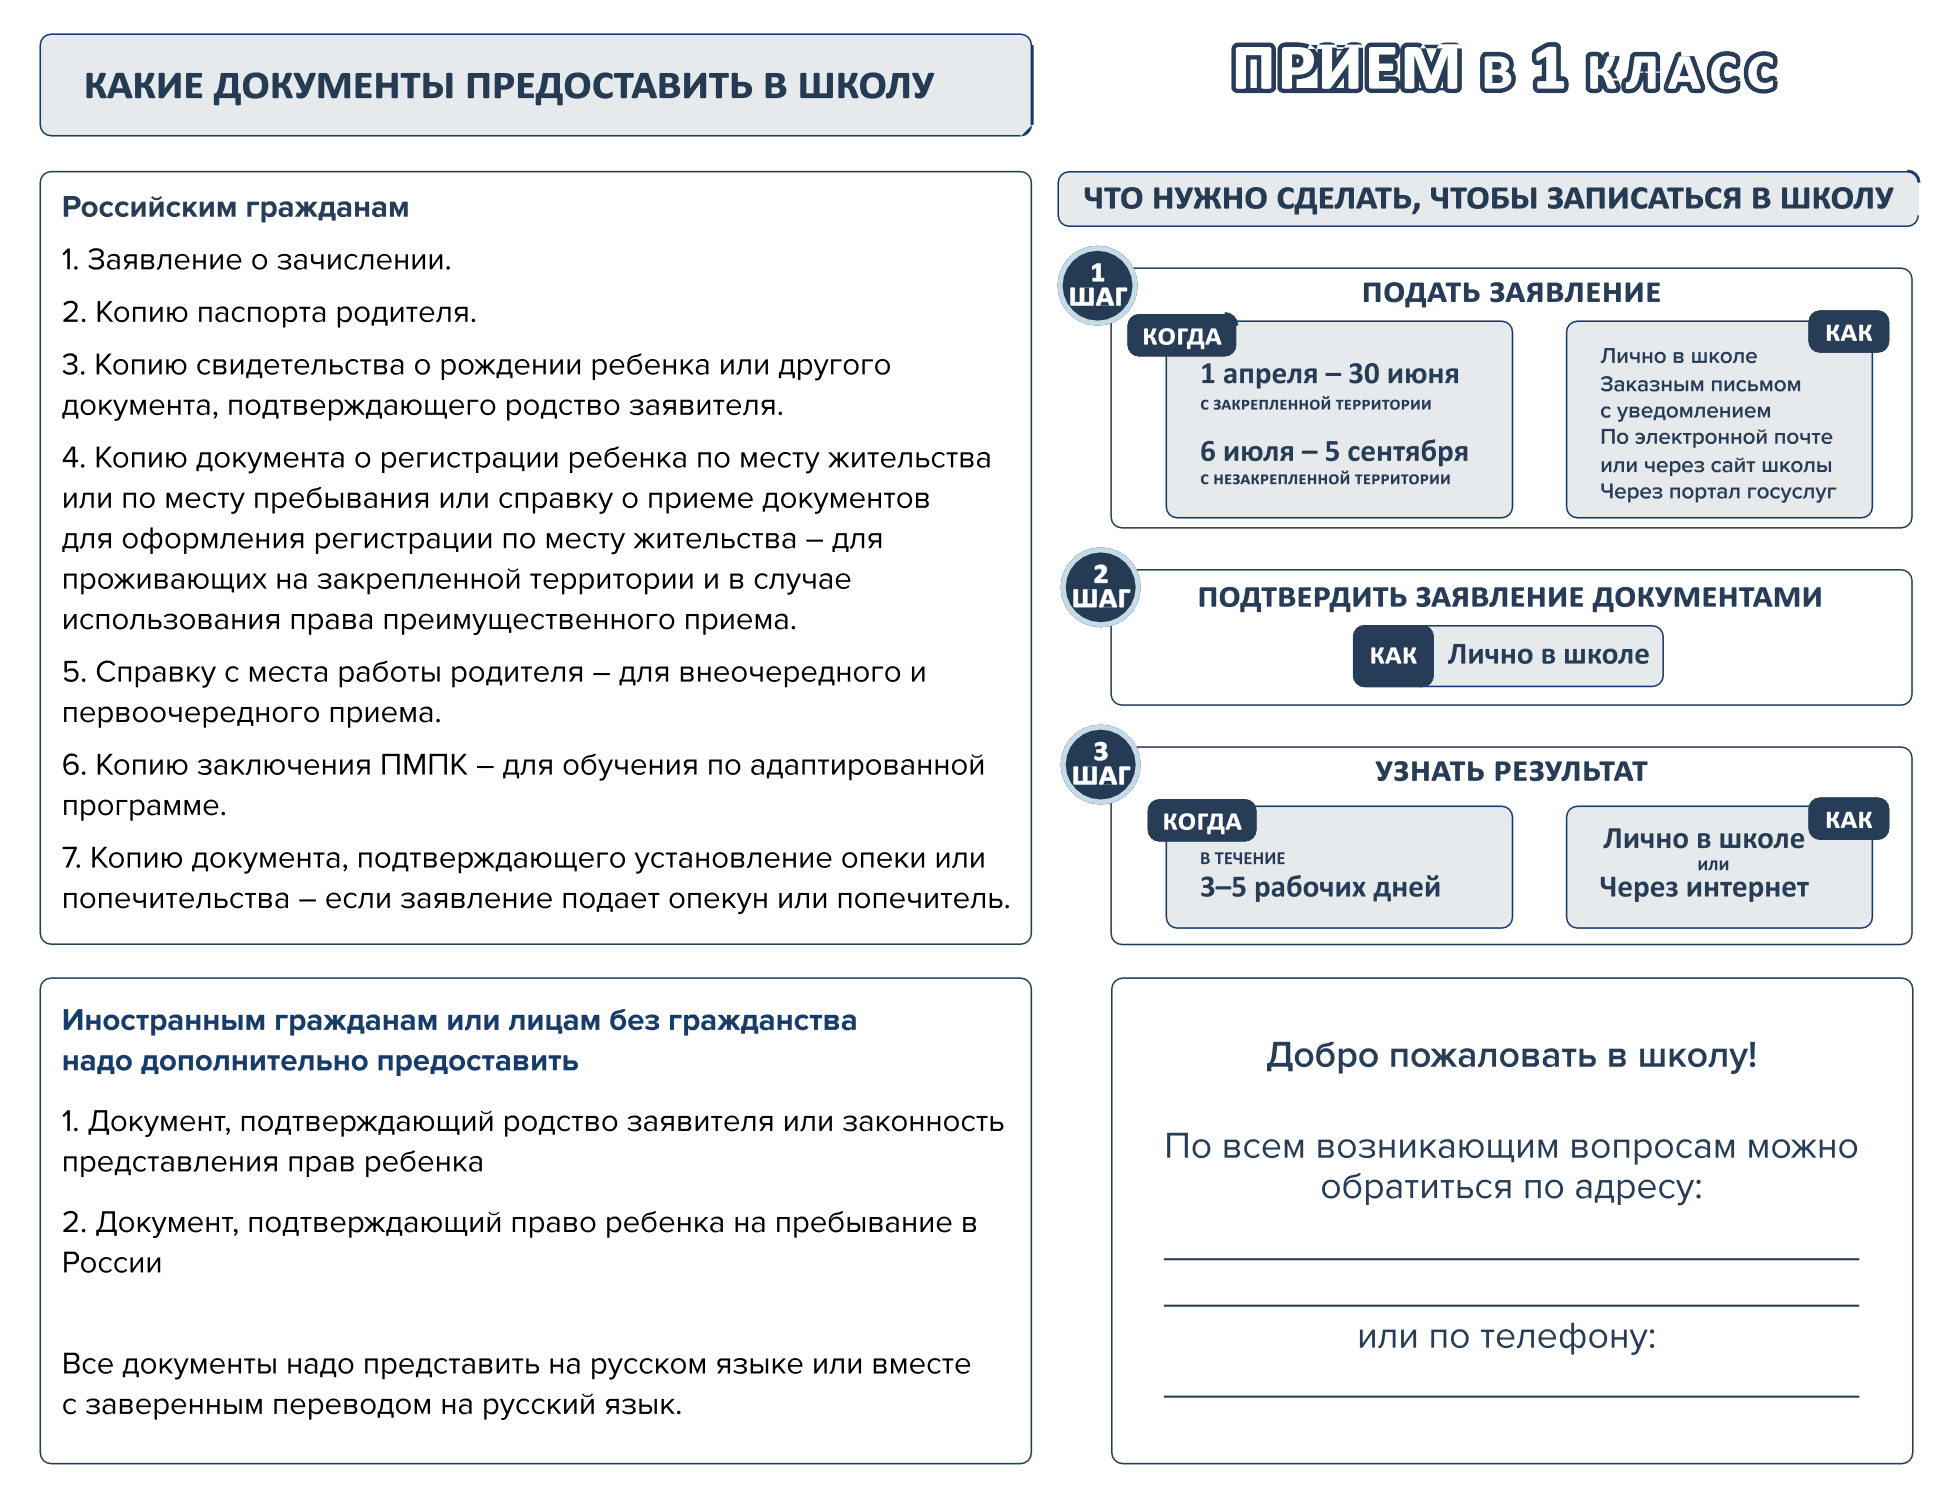 КАКИЕ ДОКУМЕНТЫ ПРЕДОСТАВИТЬ В ШКОЛУ
Российским гражданам
1. Заявление о зачислении.
2. Копию паспорта родителя.
3. Копию свидетельства о рождении ребенка или другого
документа, подтверждающего родство заявителя.
4. Копию документа о регистрации ребенка по месту жительства
или по месту пребывания или справку о приеме документов
для оформления регистрации по месту жительства – для
проживающих на закрепленной территории и в случае
использования права преимущественного приема.
5. Справку с места работы родителя – для внеочередного и
первоочередного приема.
6. Копию заключения ПМПК – для обучения по адаптированной
программе.
7. Копию документа, подтверждающего установление опеки или
попечительства – если заявление подает опекун или попечитель.
Иностранным гражданам или лицам без гражданства
надо дополнительно предоставить
1. Документ, подтверждающий родство заявителя или законность
представления прав ребенка
2. Документ, подтверждающий право ребенка на пребывание в
России
Все документы надо представить на русском языке или вместе
с заверенным переводом на русский язык.
ПРИЕМ В 1 КЛАСС
ЧТО НУЖНО СДЕЛАТЬ, ЧТОБЫ ЗАПИСАТЬСЯ В ШКОЛУ
1
ШАГ
ПОДАТЬ ЗАЯВЛЕНИЕ
КОГДА
1 апреля – 30 июня
С ЗАКРЕПЛЕННОЙ ТЕРРИТОРИИ
6 июля – 5 сентября
С НЕЗАКРЕПЛЕННОЙ ТЕРРИТОРИИ
КАК
Лично в школе
Заказным письмом
с уведомлением
По электронной почте
или через сайт школы
Через портал госуслуг
2
ШАГ
ПОДТВЕРДИТЬ ЗАЯВЛЕНИЕ ДОКУМЕНТАМИ
КАК
Лично в школе
3
ШАГ
УЗНАТЬ РЕЗУЛЬТАТ
КОГДА
В ТЕЧЕНИЕ
3–5 рабочих дней
КАК
Лично в школе
или
Через интернет
Добро пожаловать в школу!
По всем возникающим вопросам можно
обратиться по адресу:
или по телефону: